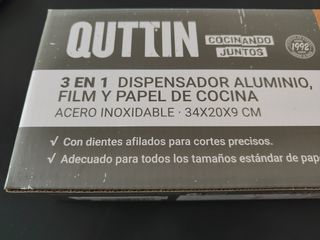 QUTTIN
COCINANDO
JUNTOS
1998
3 EN 1 DISPENSADOR ALUMINIO,
FILM Y PAPEL DE COCINA
ACERO INOXIDABLE · 34X20X9 CM
√ Con dientes afilados para cortes precisos.
√ Adecuado para todos los tamaños estándar de pap